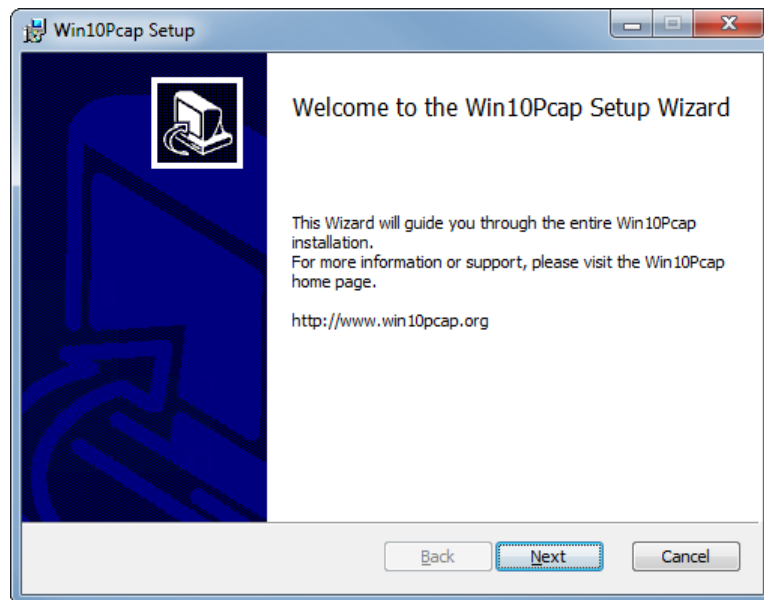 Win10Pcap Setup
Welcome to the Win10Pcap Setup Wizard
This Wizard will guide you through the entire Win10Pcap
installation.
For more information or support, please visit the Win10Pcap
home page.
http://www.win10pcap.org
Back
Next
Cancel